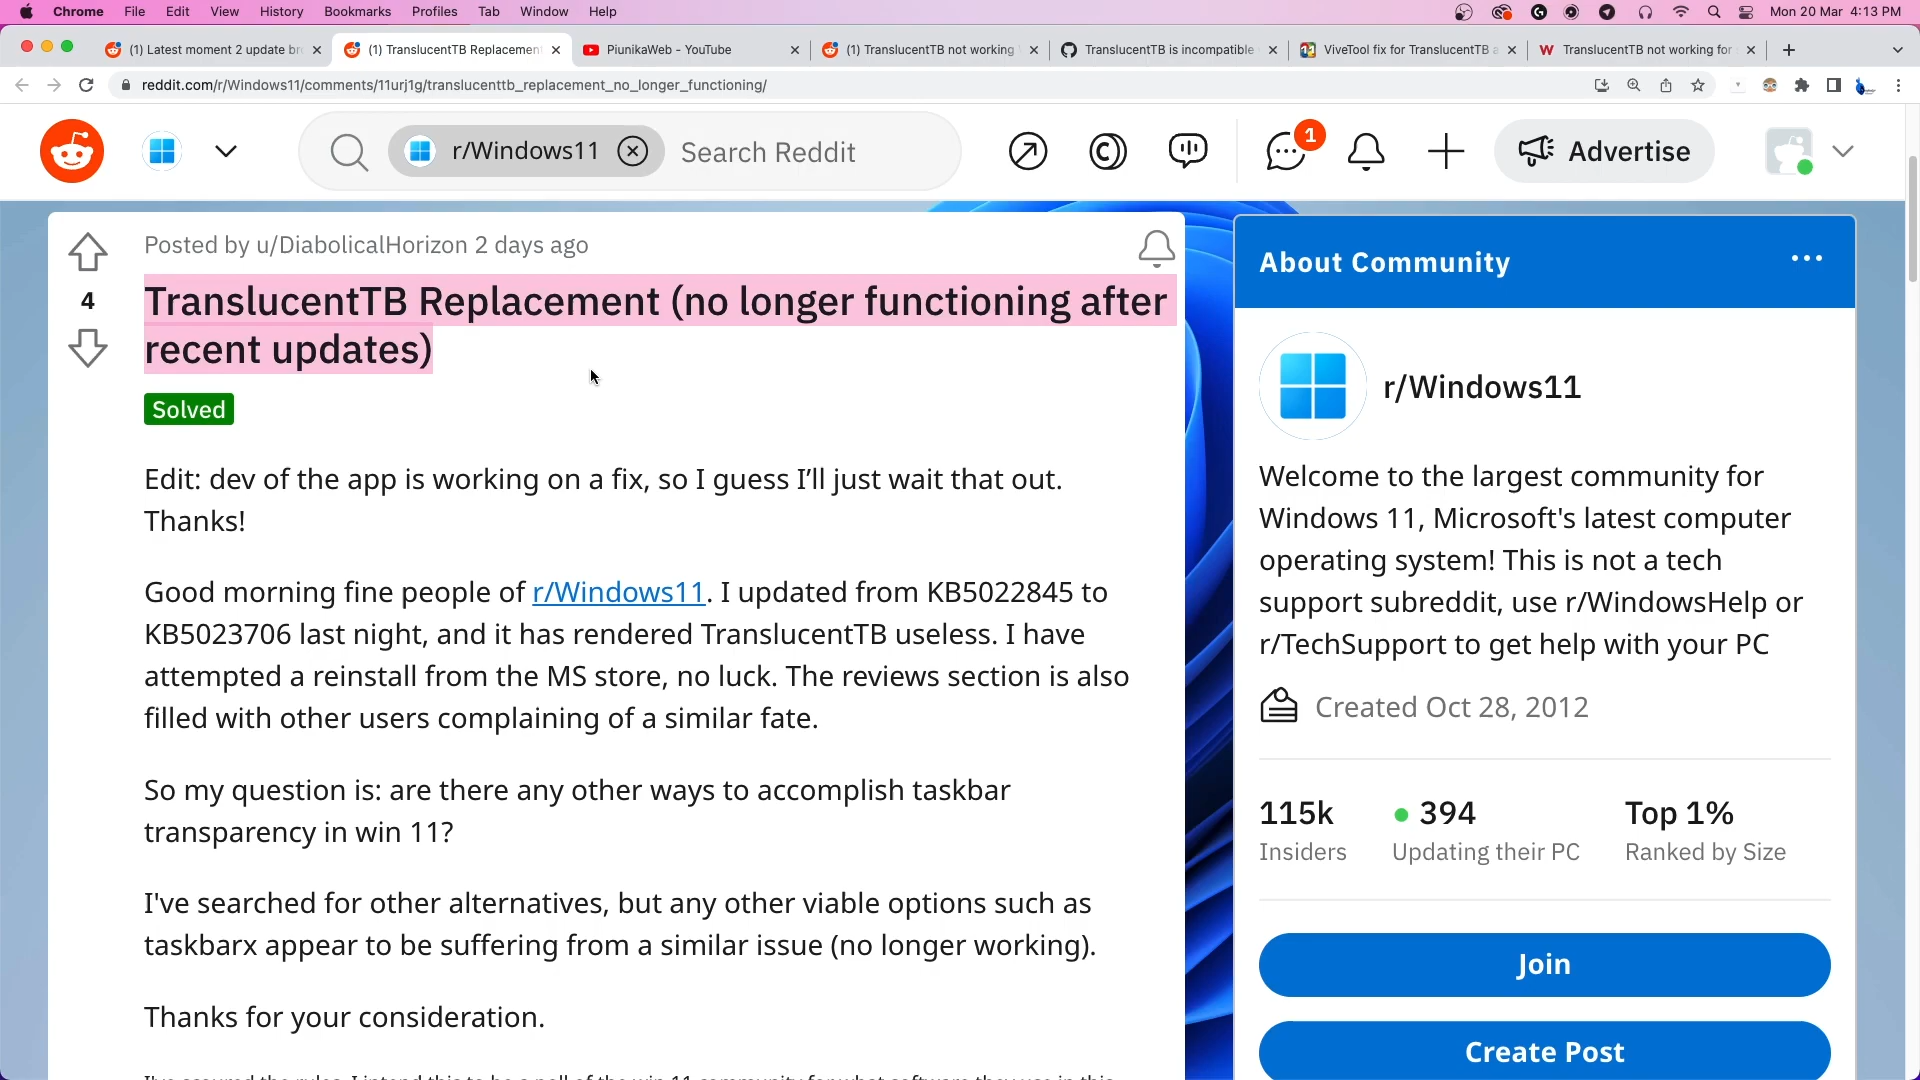 Chrome File Edit View History Bookmarks Profiles Tab Window Help Mon 20 Mar 4:13 PM
(1) Latest moment 2 update br (1) TranslucentTB Replacement PiunikaWeb - YouTube (1) TranslucentTB not working TranslucentTB is incompatible ViveTool fix for TranslucentTB a TranslucentTB not working for
reddit.com/r/Windows11/comments/11urj1g/translucenttb_replacement_no_longer_functioning/
r/Windows11 Search Reddit 1 Advertise
Posted by u/DiabolicalHorizon 2 days ago
4
TranslucentTB Replacement (no longer functioning after
recent updates)
Solved
Edit: dev of the app is working on a fix, so I guess I’ll just wait that out.
Thanks!
Good morning fine people of r/Windows11. I updated from KB5022845 to
KB5023706 last night, and it has rendered TranslucentTB useless. I have
attempted a reinstall from the MS store, no luck. The reviews section is also
filled with other users complaining of a similar fate.
So my question is: are there any other ways to accomplish taskbar
transparency in win 11?
I've searched for other alternatives, but any other viable options such as
taskbarx appear to be suffering from a similar issue (no longer working).
Thanks for your consideration.
About Community
r/Windows11
Welcome to the largest community for
Windows 11, Microsoft's latest computer
operating system! This is not a tech
support subreddit, use r/WindowsHelp or
r/TechSupport to get help with your PC
Created Oct 28, 2012
115k 394 Top 1%
Insiders Updating their PC Ranked by Size
Join
Create Post